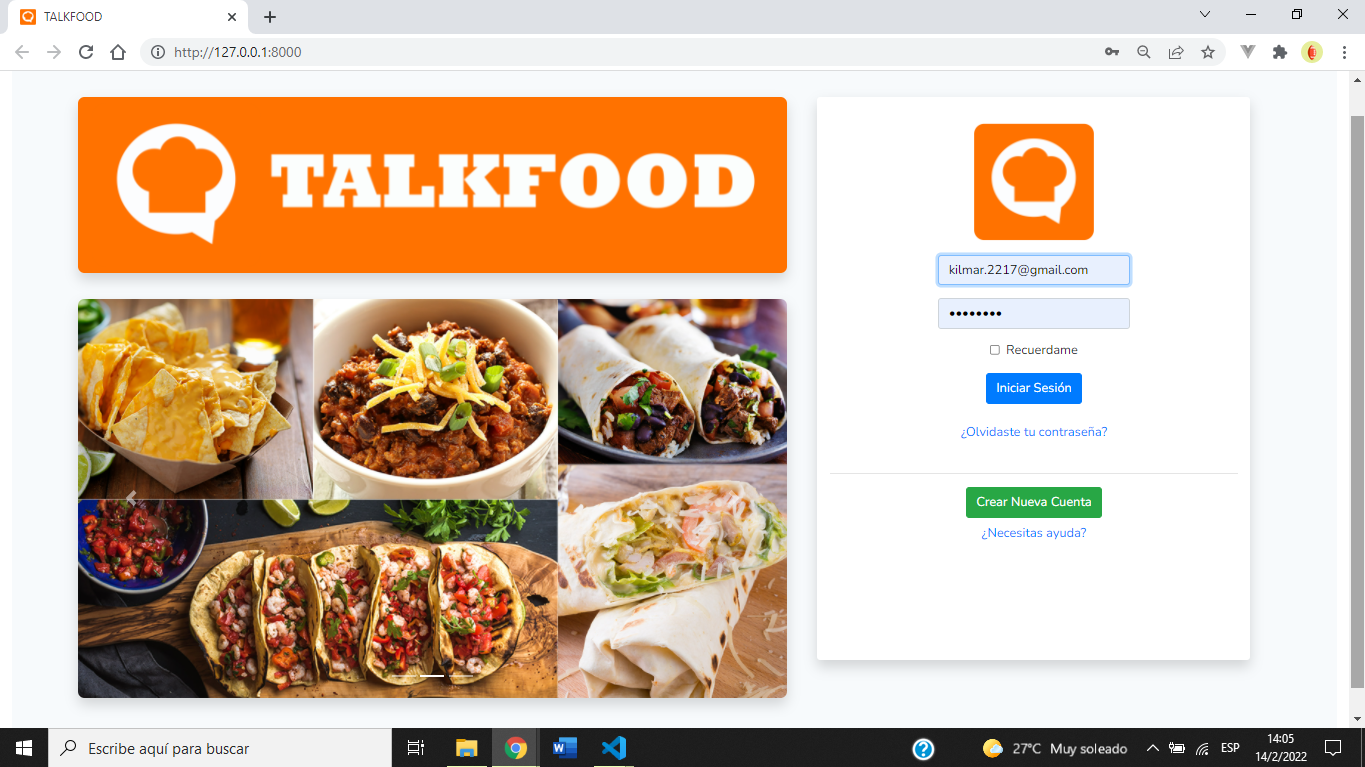 TALKFOOD
http://127.0.0.1:8000
TALKFOOD
kilmar.2217@gmail.com
••••••••
Recuerdame
Iniciar Sesión
¿Olvidaste tu contraseña?
Crear Nueva Cuenta
¿Necesitas ayuda?
Escribe aquí para buscar
27°C Muy soleado
ESP
14:05
14/2/2022